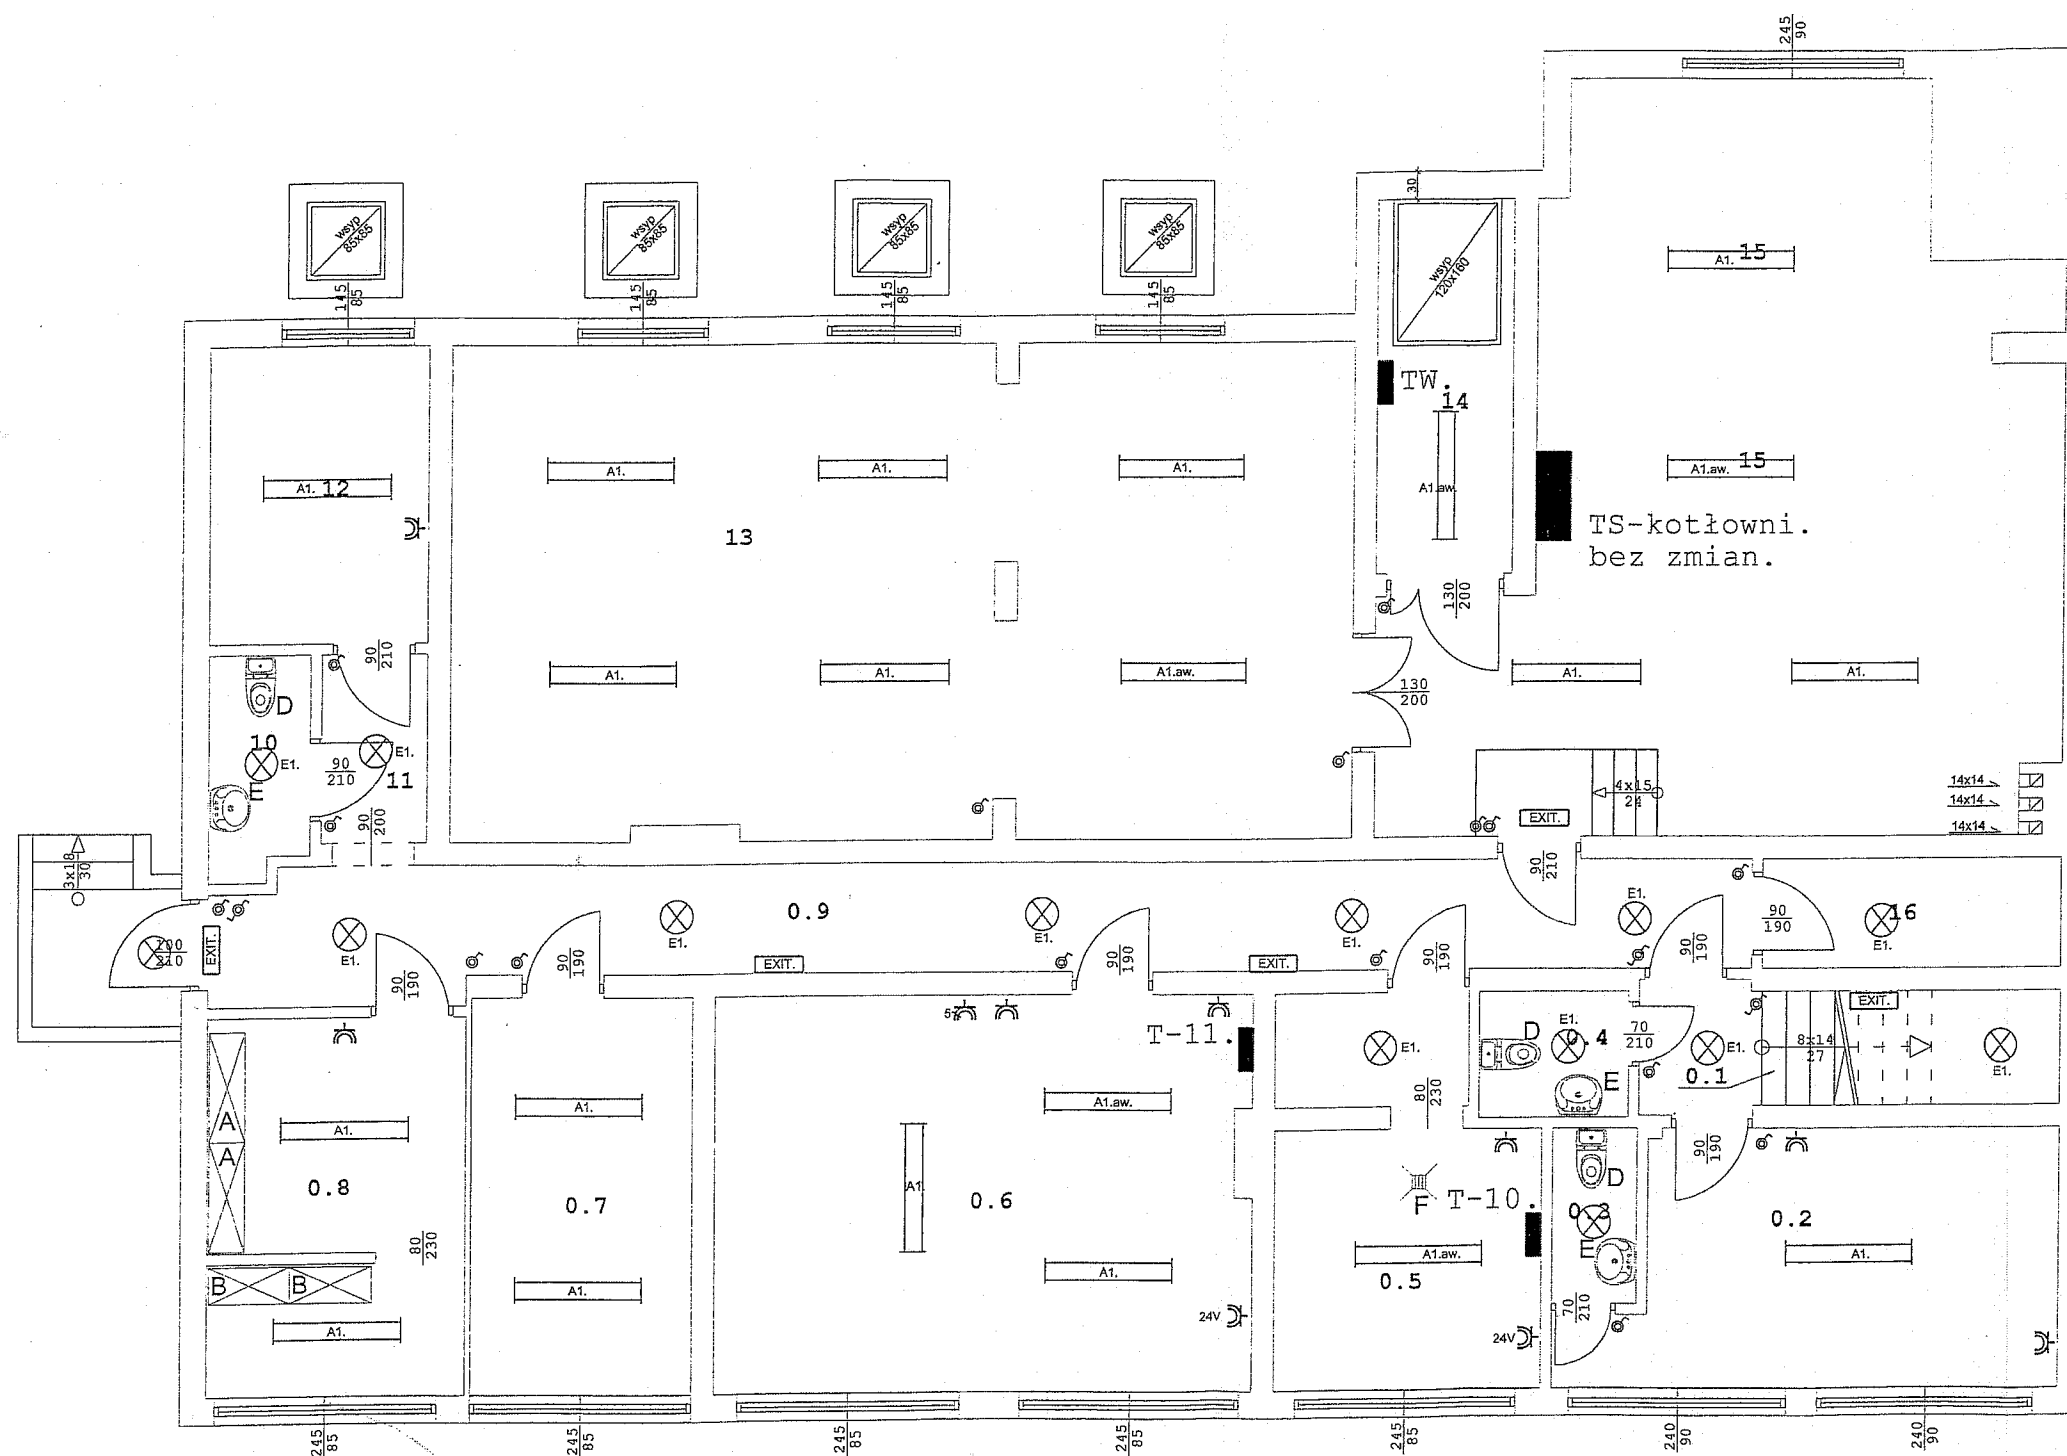 245
90
wsyp
85x85
wsyp
85x85
wsyp
85x85
wsyp
85x85
30
wsyp
120x160
145
85
145
85
145
85
145
85
A1. 15
TW.
14
A1. 12
A1.
A1.
A1.
A1.aw.
A1.aw. 15
13
TS-kotłowni.
bez zmian.
130
200
90
210
A1.
A1.
A1.aw.
A1.
A1.
130
200
D
10
E1.
E1.
90
210
11
E
90
200
4x15
24
EXIT.
14x14
14x14
14x14
3x18
30
90
210
100
210
EXIT.
E1.
90
190
E1.
90
190
0.9
EXIT.
E1.
90
190
EXIT.
E1.
90
190
E1.
90
190
90
190
16
E1.
EXIT.
T-11.
E1.
D
E1.
0.4
70
210
E1.
8x14
27
E1.
E
0.1
80
230
A
A
A1.
A1.
A1.aw.
A1.
90
190
D
0.8
0.7
0.6
F
T-10.
0.3
0.2
E
80
230
A1.aw.
A1.
0.5
B
B
A1.
A1.
A1.
24V
24V
70
210
245
85
245
85
245
85
245
85
245
85
240
90
240
90